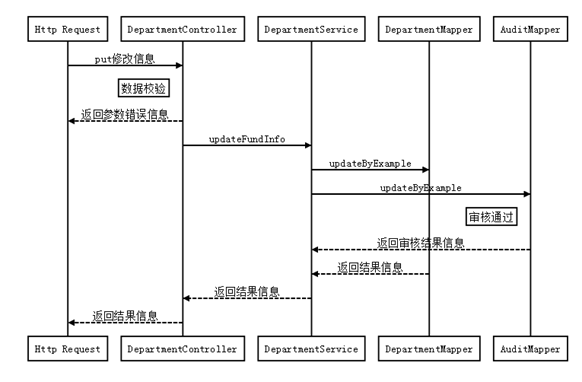 Http Request DepartmentController DepartmentService DepartmentMapper AuditMapper
put修改信息
数据校验
返回参数错误信息
updateFundInfo
updateByExample
updateByExample
审核通过
返回审核结果信息
返回结果信息
返回结果信息
返回结果信息
Http Request DepartmentController DepartmentService DepartmentMapper AuditMapper